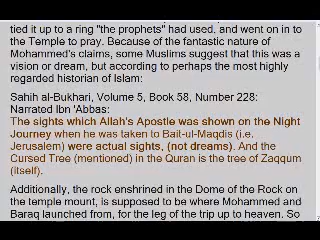 tied it up to a ring "the prophets" had used, and went on in to
the Temple to pray. Because of the fantastic nature of
Mohammed's claims, some Muslims suggest that this was a
vision or dream, but according to perhaps the most highly
regarded historian of Islam:
Sahih al-Bukhari, Volume 5, Book 58, Number 228:
Narrated Ibn 'Abbas:
The sights which Allah's Apostle was shown on the Night
Journey when he was taken to Bait-ul-Maqdis (i.e.
Jerusalem) were actual sights, (not dreams). And the
Cursed Tree (mentioned) in the Quran is the tree of Zaqqum
(itself).
Additionally, the rock enshrined in the Dome of the Rock on
the temple mount, is supposed to be where Mohammed and
Baraq launched from, for the leg of the trip up to heaven. So